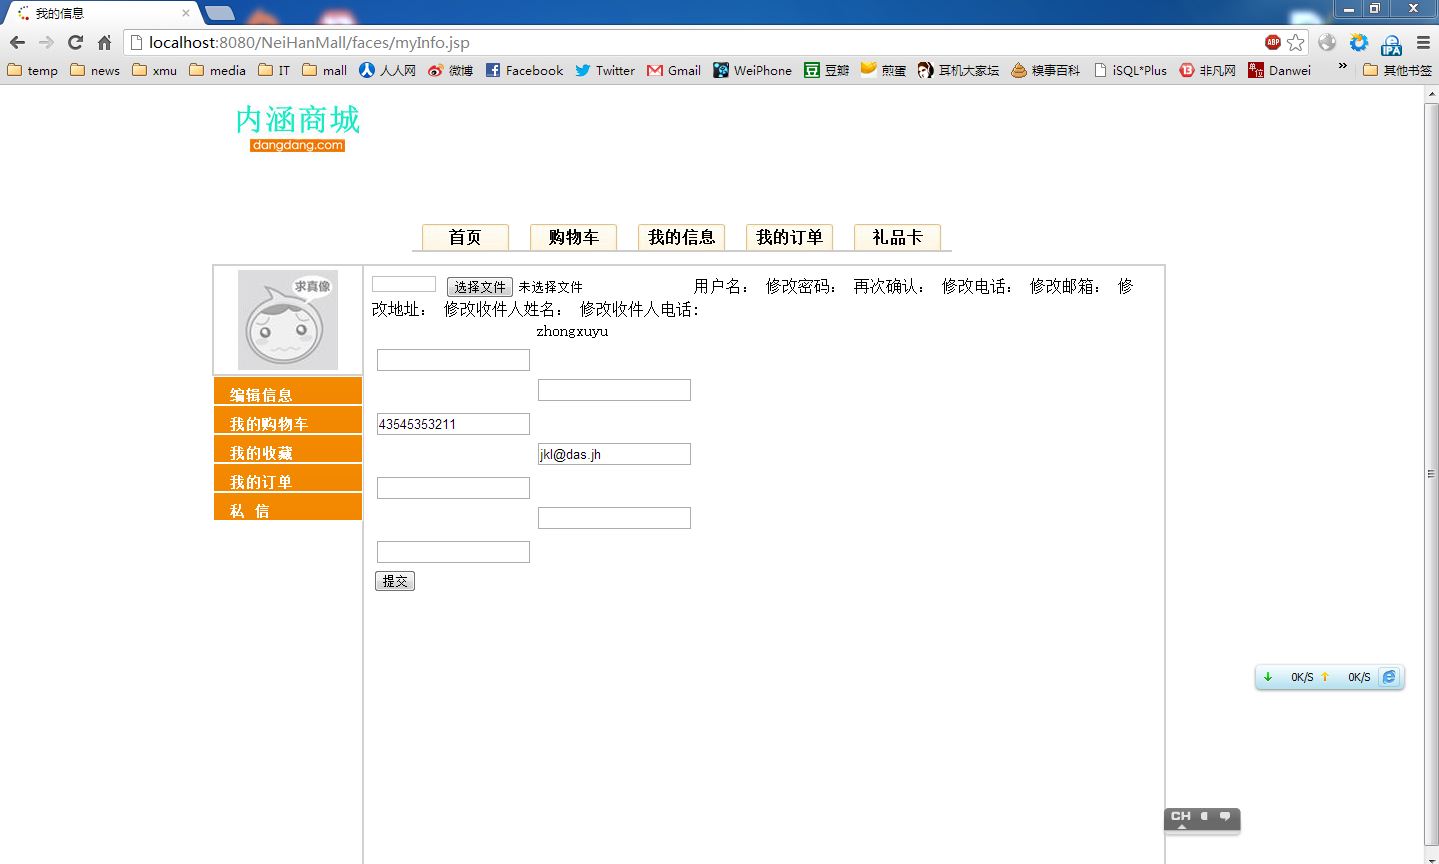 我的信息
localhost:8080/NeiHanMall/faces/myInfo.jsp
ABP
IPA
temp news xmu media IT mall 人人网 微博 Facebook Twitter Gmail WeiPhone 豆瓣 煎蛋 耳机大家坛 糗事百科 iSQL*Plus 非凡网 Danwei » 其他书签
内涵商城
dangdang.com
首页 购物车 我的信息 我的订单 礼品卡
求真像
选择文件 未选择文件 用户名： 修改密码： 再次确认： 修改电话： 修改邮箱： 修
改地址： 修改收件人姓名： 修改收件人电话:
zhongxuyu
编辑信息
我的购物车
43545353211
我的收藏
jkl@das.jh
我的订单
私 信
提交
0K/S 0K/S
CH